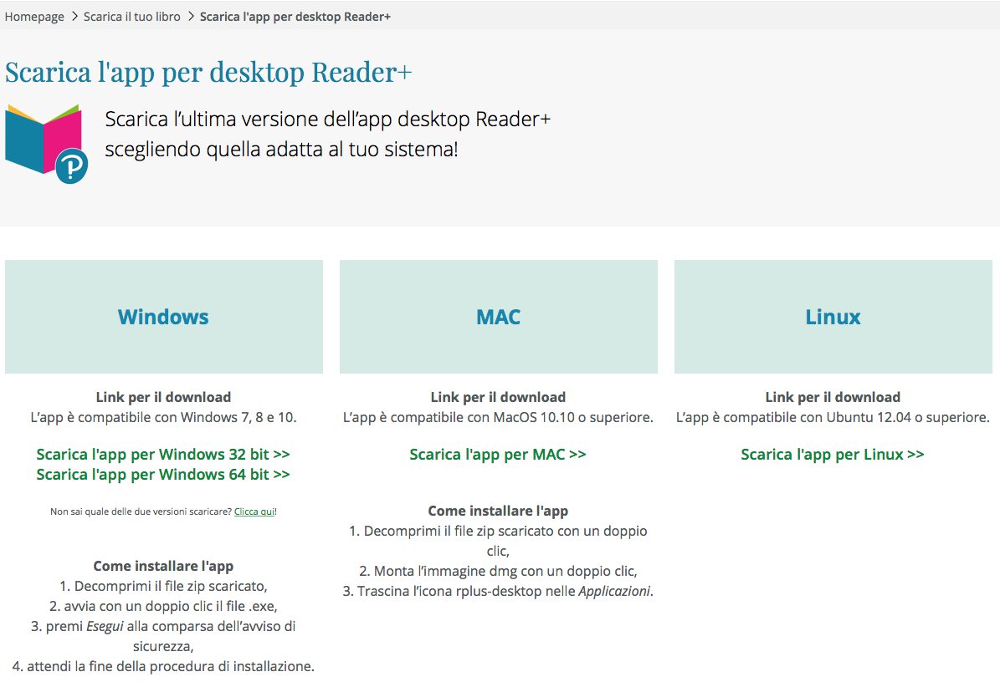 Homepage > Scarica il tuo libro > Scarica l'app per desktop Reader+
Scarica l'app per desktop Reader+
Scarica l’ultima versione dell’app desktop Reader+
scegliendo quella adatta al tuo sistema!
P
Windows
Link per il download
L’app è compatibile con Windows 7, 8 e 10.
Scarica l'app per Windows 32 bit >>
Scarica l'app per Windows 64 bit >>
Non sai quale delle due versioni scaricare? Clicca qui!
Come installare l'app
1. Decomprimi il file zip scaricato,
2. avvia con un doppio clic il file .exe,
3. premi Esegui alla comparsa dell’avviso di
sicurezza,
4. attendi la fine della procedura di installazione.
MAC
Link per il download
L’app è compatibile con MacOS 10.10 o superiore.
Scarica l'app per MAC >>
Come installare l'app
1. Decomprimi il file zip scaricato con un doppio
clic,
2. Monta l’immagine dmg con un doppio clic,
3. Trascina l’icona rplus-desktop nelle Applicazioni.
Linux
Link per il download
L’app è compatibile con Ubuntu 12.04 o superiore.
Scarica l'app per Linux >>